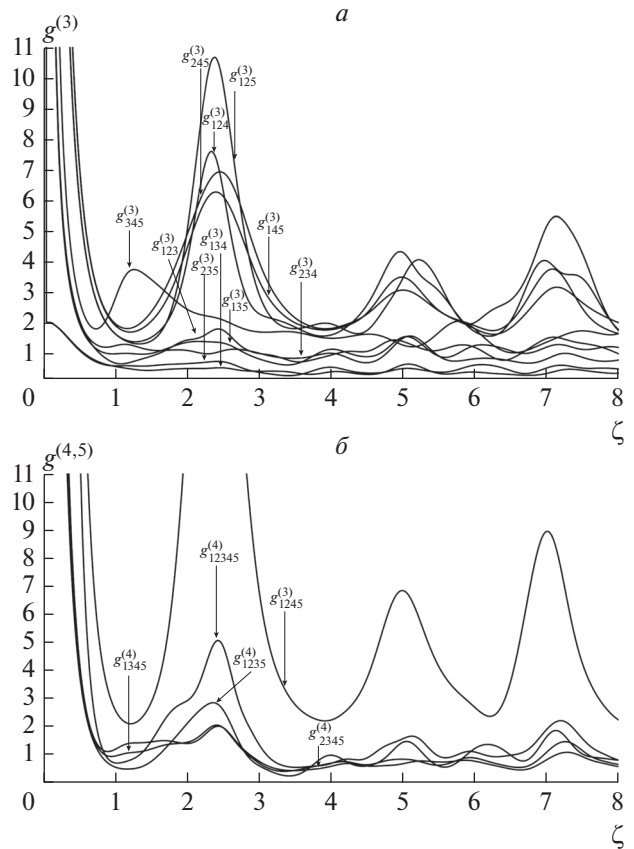 a
g^{(3)}
11
10
9
8
7
6
5
4
3
2
1
0
1 2 3 4 5 6 7 8
ζ
g^{(3)}_{245}
g^{(3)}_{125}
g^{(3)}_{124}
g^{(3)}_{345}
g^{(3)}_{123}
g^{(3)}_{134}
g^{(3)}_{145}
g^{(3)}_{235}
g^{(3)}_{234}
g^{(3)}_{135}
б
g^{(4,5)}
11
10
9
8
7
6
5
4
3
2
1
0
1 2 3 4 5 6 7 8
ζ
g^{(4)}_{12345}
g^{(3)}_{1245}
g^{(4)}_{1345}
g^{(4)}_{1235}
g^{(4)}_{2345}